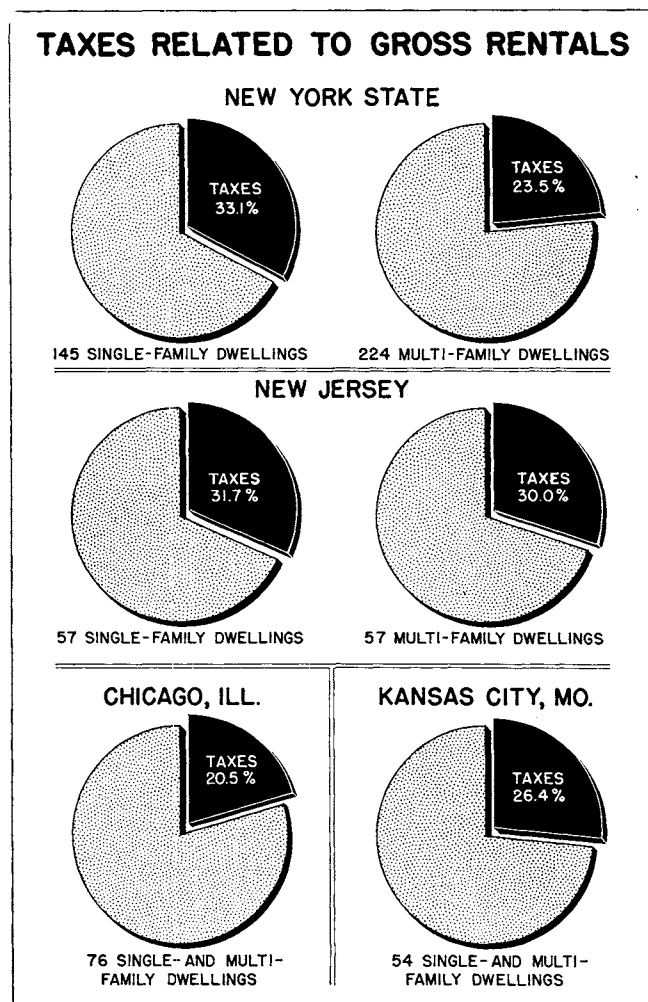 TAXES RELATED TO GROSS RENTALS
NEW YORK STATE
TAXES
33.1%
TAXES
23.5%
145 SINGLE-FAMILY DWELLINGS
224 MULTI-FAMILY DWELLINGS
NEW JERSEY
TAXES
31.7%
TAXES
30.0%
57 SINGLE-FAMILY DWELLINGS
57 MULTI-FAMILY DWELLINGS
CHICAGO, ILL.
TAXES
20.5%
76 SINGLE- AND MULTI-
FAMILY DWELLINGS
KANSAS CITY, MO.
TAXES
26.4%
54 SINGLE- AND MULTI-
FAMILY DWELLINGS